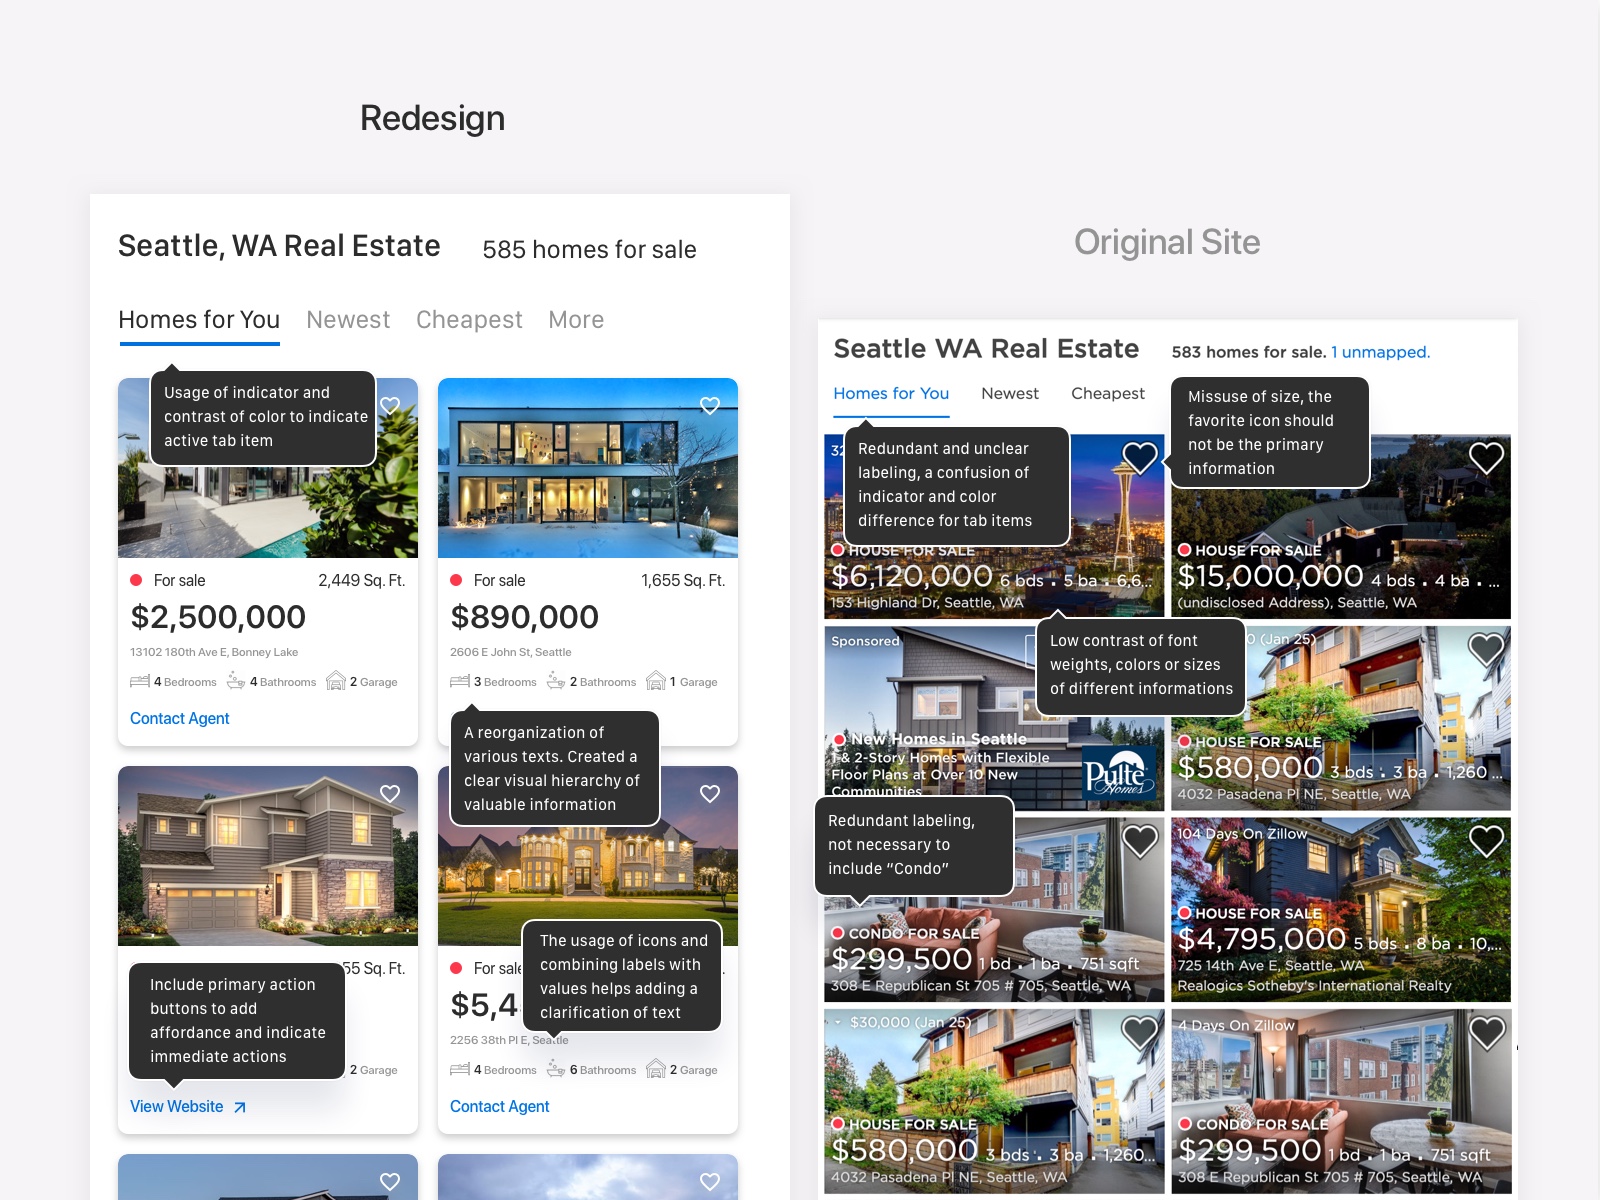 Redesign
Seattle, WA Real Estate
585 homes for sale
Homes for You
Newest
Cheapest
More
Usage of indicator and
contrast of color to indicate
active tab item
For sale
2,449 Sq. Ft.
$2,500,000
13102 180th Ave E, Bonney Lake
4 Bedrooms
4 Bathrooms
2 Garage
Contact Agent
For sale
1,655 Sq. Ft.
$890,000
2606 E John St, Seattle
3 Bedrooms
2 Bathrooms
1 Garage
A reorganization of
various texts. Created a
clear visual hierarchy of
valuable information
55 Sq. Ft.
Include primary action
buttons to add
affordance and indicate
immediate actions
2 Garage
View Website
The usage of icons and
combining labels with
values helps adding a
clarification of text
For sale
$5,4
2256 38th Pl E, Seattle
4 Bedrooms
6 Bathrooms
2 Garage
Contact Agent
Original Site
Seattle WA Real Estate
583 homes for sale. 1 unmapped.
Homes for You
Newest
Cheapest
Missuse of size, the
favorite icon should
not be the primary
information
32
Redundant and unclear
labeling, a confusion of
indicator and color
difference for tab items
HOUSE FOR SALE
$6,120,000 6 bds . 5 ba . 6,6...
153 Highland Dr, Seattle, WA
HOUSE FOR SALE
$15,000,000 4 bds . 4 ba . ...
(undisclosed Address), Seattle, WA
Low contrast of font
weights, colors or sizes
of different informations
Sponsored
New Homes in Seattle
1 & 2-Story Homes with Flexible
Floor Plans at Over 10 New
Communities
Pulte
Homes
0 (Jan 25)
HOUSE FOR SALE
$580,000 3 bds . 3 ba . 1,260 ...
4032 Pasadena Pl NE, Seattle, WA
Redundant labeling,
not necessary to
include “Condo”
CONDO FOR SALE
$299,500 1 bd . 1 ba . 751 sqft
308 E Republican St 705 # 705, Seattle, WA
104 Days On Zillow
HOUSE FOR SALE
$4,795,000 5 bds . 8 ba . 10,...
725 14th Ave E, Seattle, WA
Realogics Sotheby's International Realty
$30,000 (Jan 25)
HOUSE FOR SALE
$580,000 3 bds . 3 ba . 1,260...
4032 Pasadena Pl NE, Seattle, WA
4 Days On Zillow
CONDO FOR SALE
$299,500 1 bd . 1 ba . 751 sqft
308 E Republican St 705 # 705, Seattle, WA